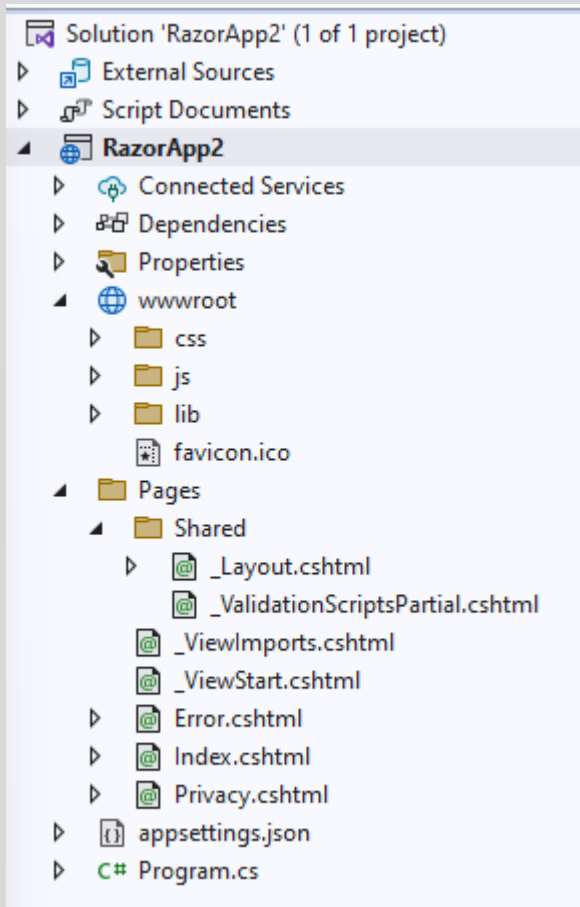 Solution 'RazorApp2' (1 of 1 project)
External Sources
Script Documents
RazorApp2
Connected Services
Dependencies
Properties
wwwroot
css
js
lib
favicon.ico
Pages
Shared
_Layout.cshtml
_ValidationScriptsPartial.cshtml
_ViewImports.cshtml
_ViewStart.cshtml
Error.cshtml
Index.cshtml
Privacy.cshtml
appsettings.json
C# Program.cs